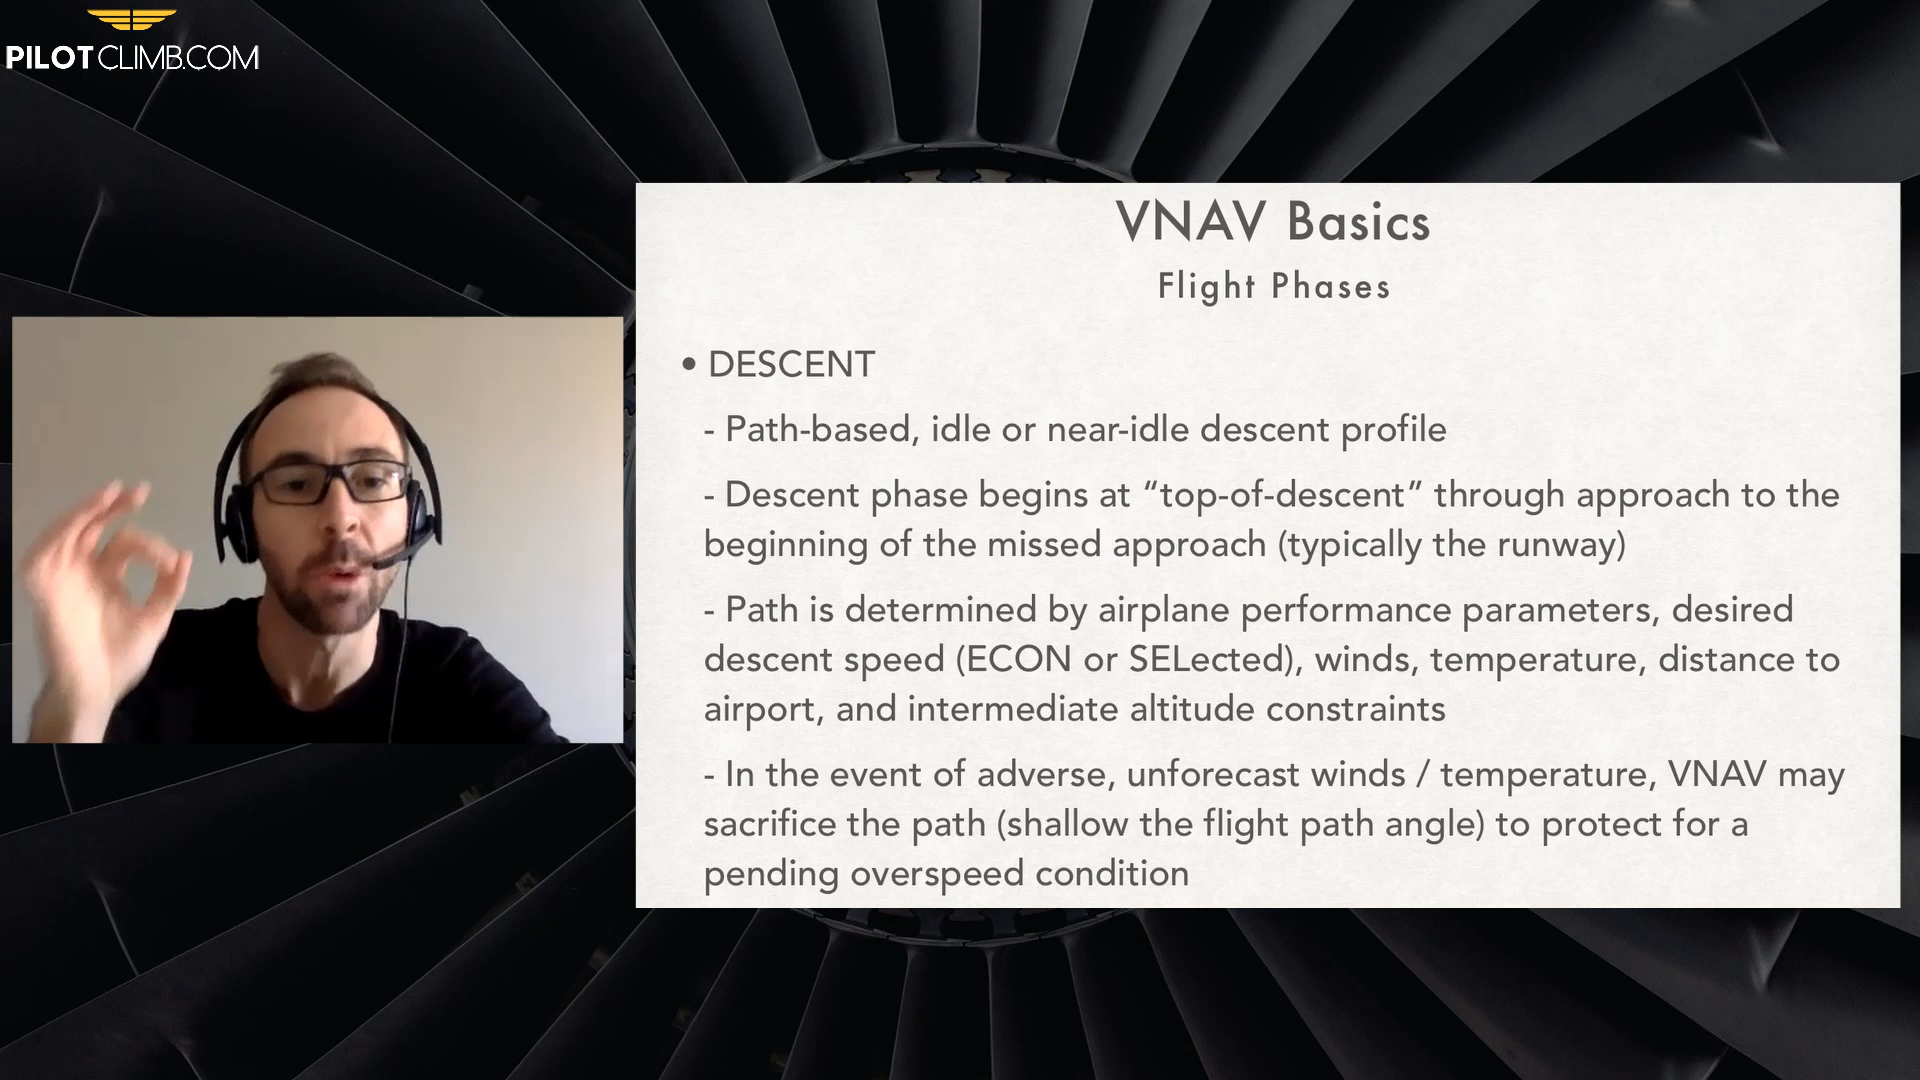 PILOTCLIMB.COM
VNAV Basics
Flight Phases
• DESCENT
- Path-based, idle or near-idle descent profile
- Descent phase begins at “top-of-descent” through approach to the
beginning of the missed approach (typically the runway)
- Path is determined by airplane performance parameters, desired
descent speed (ECON or SELected), winds, temperature, distance to
airport, and intermediate altitude constraints
- In the event of adverse, unforecast winds / temperature, VNAV may
sacrifice the path (shallow the flight path angle) to protect for a
pending overspeed condition